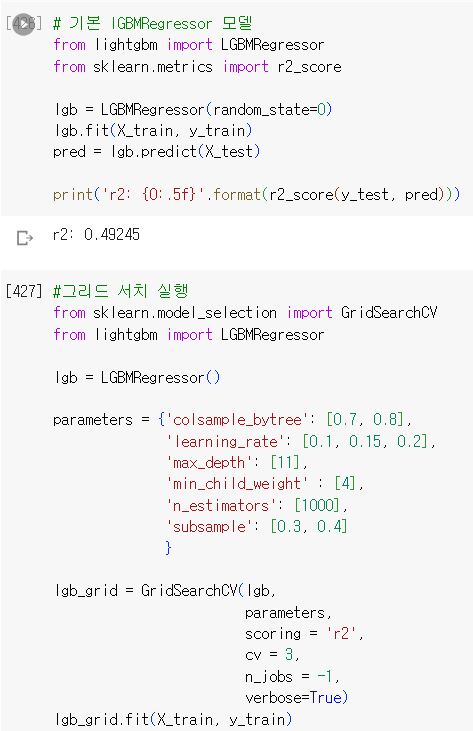 [426] # 기본 lGBMRegressor 모델
from lightgbm import LGBMRegressor
from sklearn.metrics import r2_score
lgb = LGBMRegressor(random_state=0)
lgb.fit(X_train, y_train)
pred = lgb.predict(X_test)
print('r2: {0:.5f}'.format(r2_score(y_test, pred)))
r2: 0.49245
[427] #그리드 서치 실행
from sklearn.model_selection import GridSearchCV
from lightgbm import LGBMRegressor
lgb = LGBMRegressor()
parameters = {'colsample_bytree': [0.7, 0.8],
'learning_rate': [0.1, 0.15, 0.2],
'max_depth': [11],
'min_child_weight' : [4],
'n_estimators': [1000],
'subsample': [0.3, 0.4]
}
lgb_grid = GridSearchCV(lgb,
parameters,
scoring = 'r2',
cv = 3,
n_jobs = -1,
verbose=True)
lgb_grid.fit(X_train, y_train)